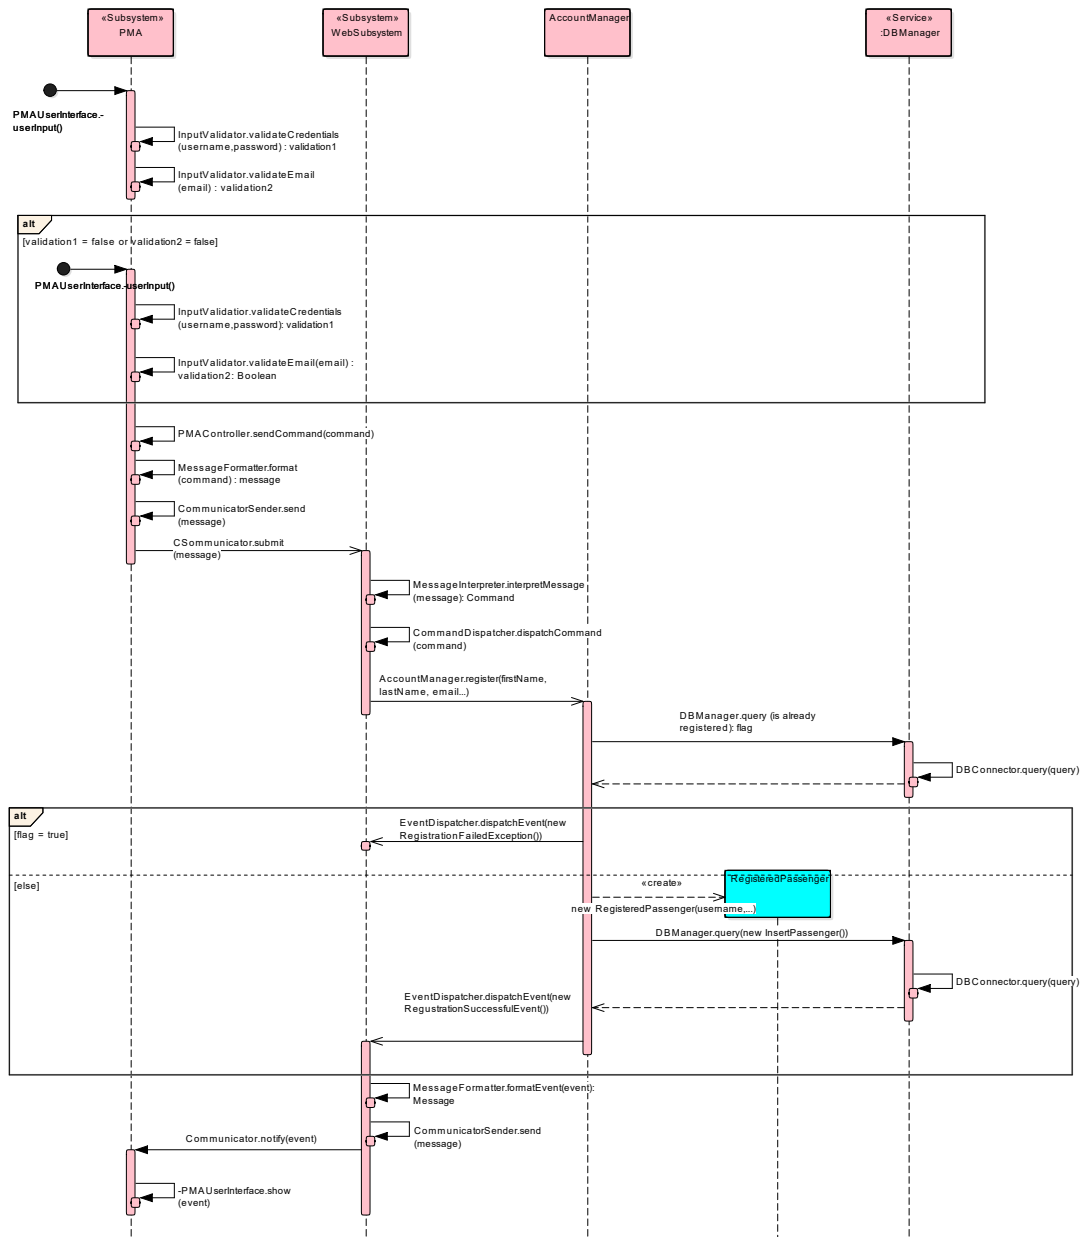 «Subsystem»
PMA
«Subsystem»
WebSubsystem
AccountManager
«Service»
:DBManager
PMAUserInterface.-
userInput()
InputValidator.validateCredentials
(username,password) : validation1
InputValidator.validateEmail
(email) : validation2
alt
[validation1 = false or validation2 = false]
PMAUserInterface.-userInput()
InputValidatior.validateCredentials
(username,password): validation1
InputValidator.validateEmail(email) :
validation2: Boolean
PMAController.sendCommand(command)
MessageFormatter.format
(command) : message
CommunicatorSender.send
(message)
CSommunicator.submit
(message)
MessageInterpreter.interpretMessage
(message): Command
CommandDispatcher.dispatchCommand
(command)
AccountManager.register(firstName,
lastName, email...)
DBManager.query (is already
registered): flag
DBConnector.query(query)
alt
[flag = true]
EventDispatcher.dispatchEvent(new
RegistrationFailedException())
[else]
«create»
RegisteredPassenger
new RegisteredPassenger(username,...)
DBManager.query(new InsertPassenger())
DBConnector.query(query)
EventDispatcher.dispatchEvent(new
RegustrationSuccessfulEvent())
MessageFormatter.formatEvent(event):
Message
CommunicatorSender.send
(message)
Communicator.notify(event)
-PMAUserInterface.show
(event)